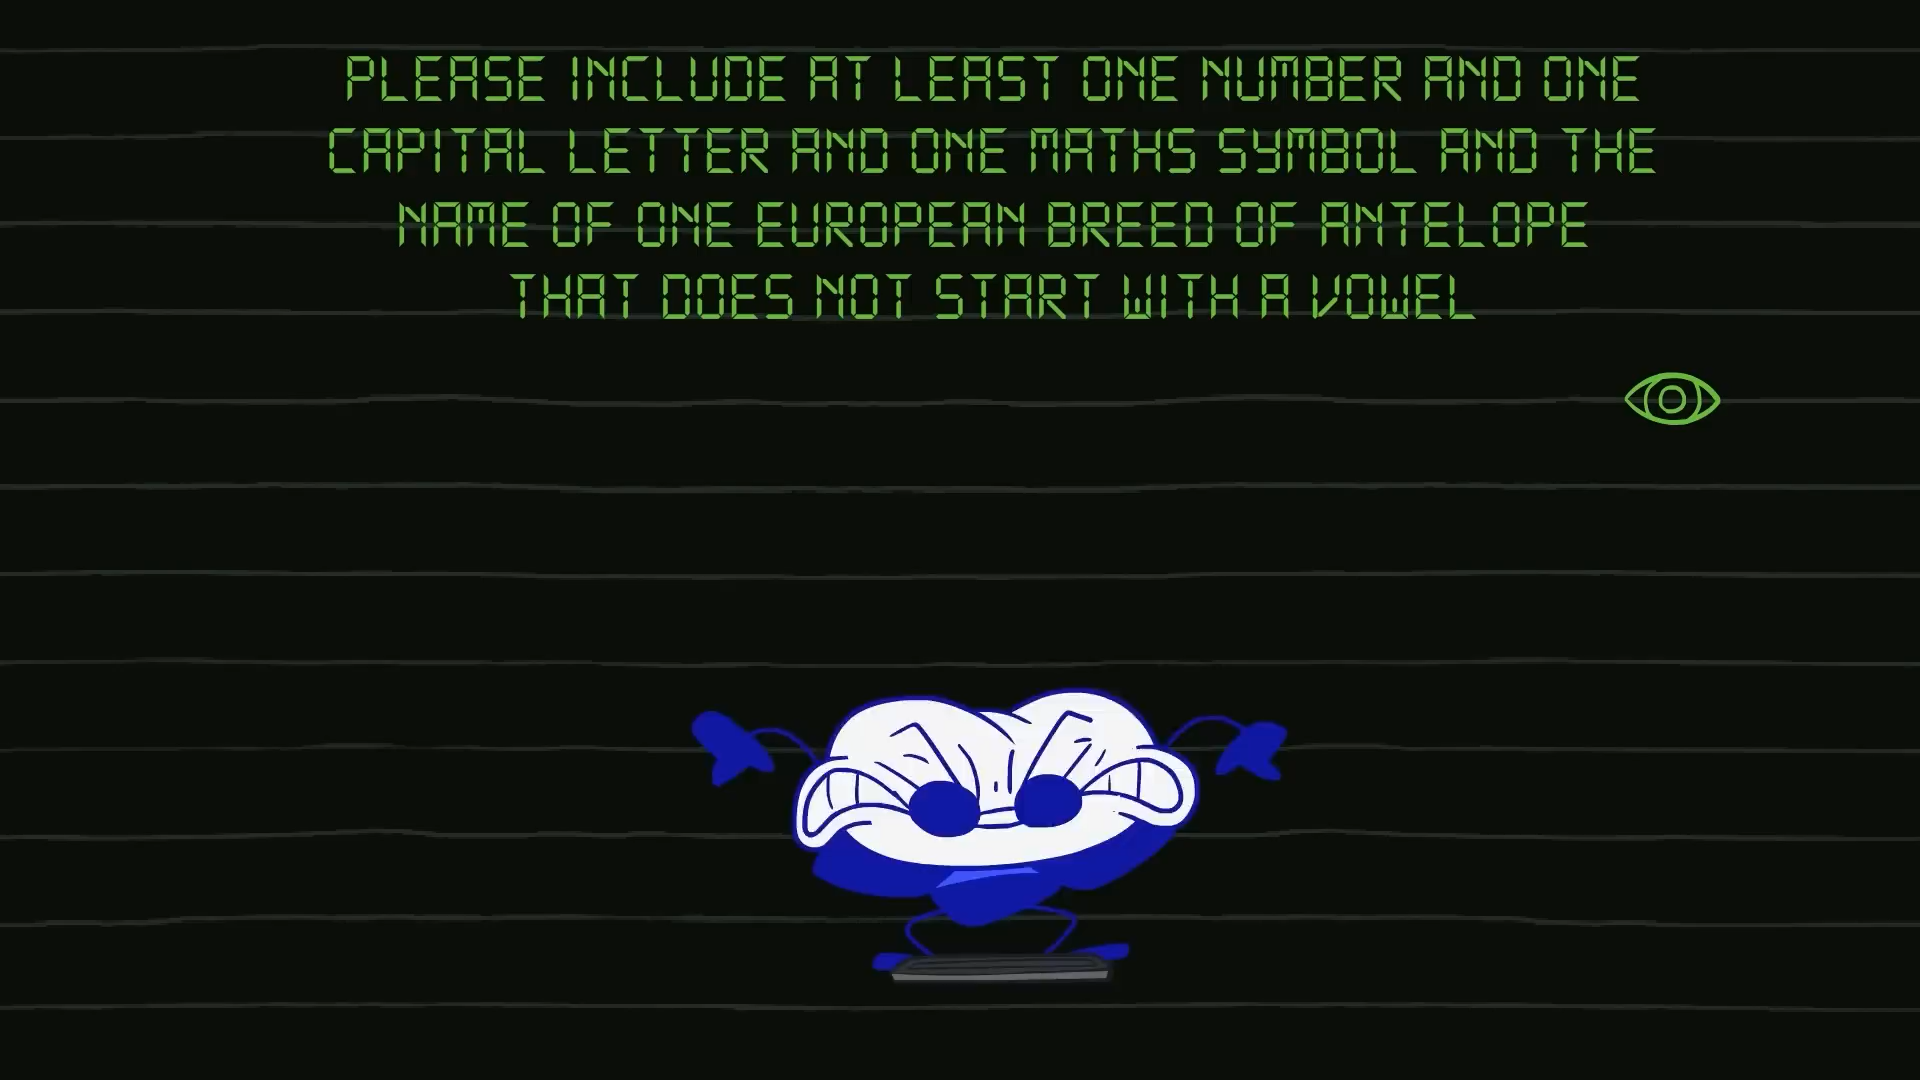 PLEASE INCLUDE AT LEAST ONE NUMBER AND ONE
CAPITAL LETTER AND ONE MATHS SYMBOL AND THE
NAME OF ONE EUROPEAN BREED OF ANTELOPE
THAT DOES NOT START WITH A VOWEL